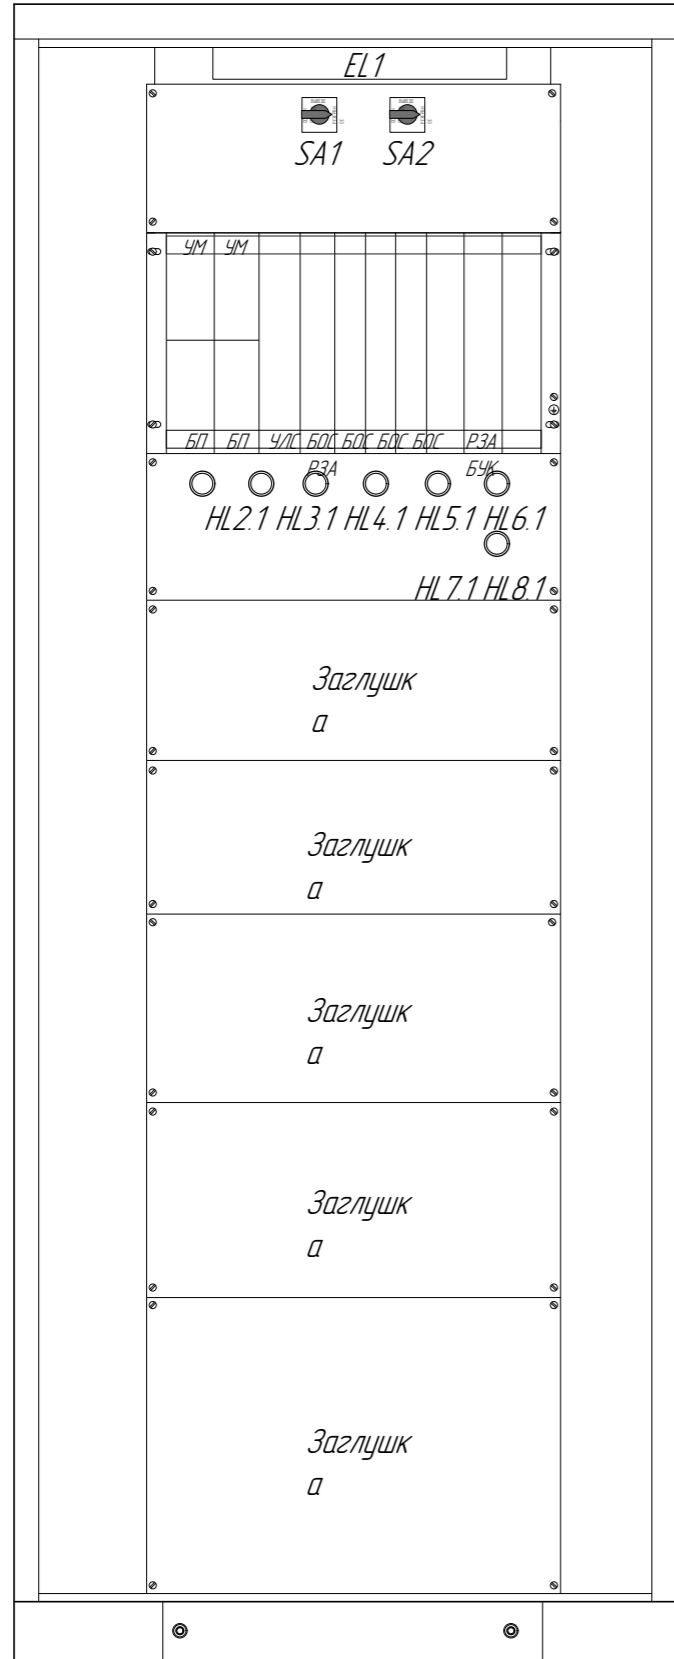 EL1
SA1 SA2
УМ УМ
БП БП УЛС БОС БОС БОС БОС РЗА
РЗА БУК
HL2.1 HL3.1 HL4.1 HL5.1 HL6.1
HL7.1 HL8.1
Заглушк
а
Заглушк
а
Заглушк
а
Заглушк
а
Заглушк
а